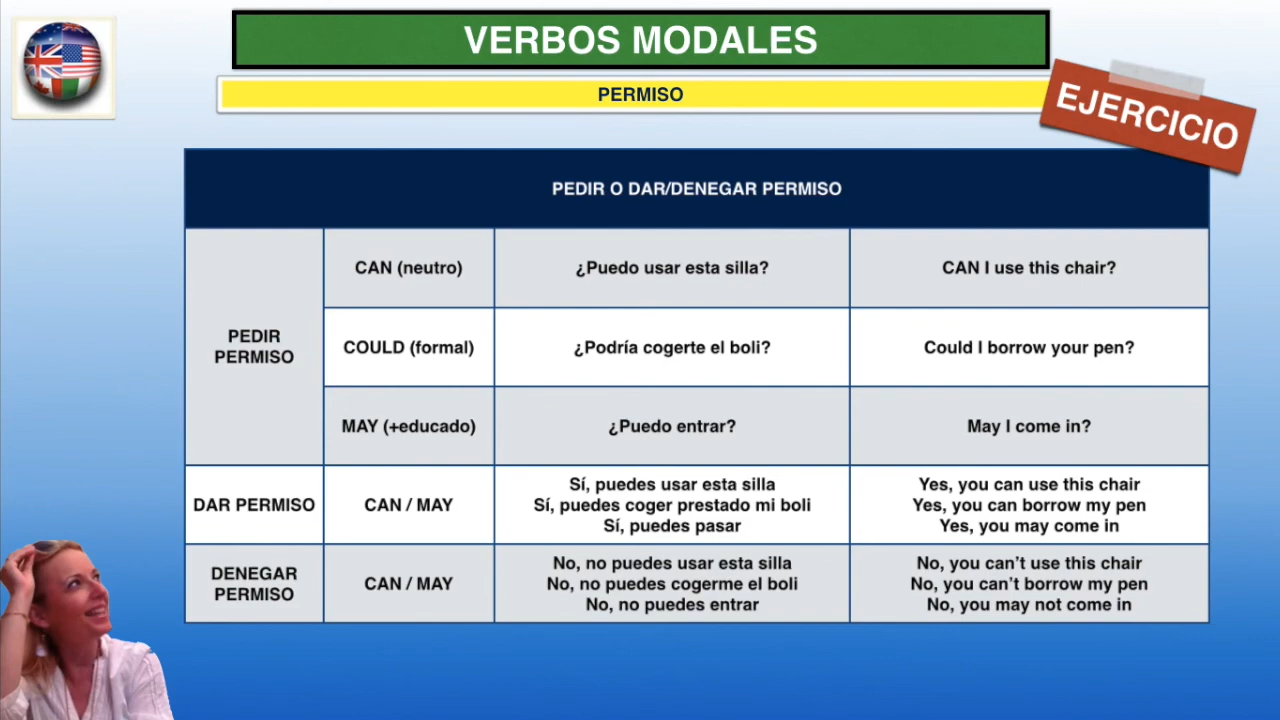 VERBOS MODALES
PERMISO
EJERCICIO
PEDIR O DAR/DENEGAR PERMISO
PEDIR
PERMISO
CAN (neutro)
¿Puedo usar esta silla?
CAN I use this chair?
COULD (formal)
¿Podría cogerte el boli?
Could I borrow your pen?
MAY (+educado)
¿Puedo entrar?
May I come in?
DAR PERMISO
CAN / MAY
Sí, puedes usar esta silla
Sí, puedes coger prestado mi boli
Sí, puedes pasar
Yes, you can use this chair
Yes, you can borrow my pen
Yes, you may come in
DENEGAR
PERMISO
CAN / MAY
No, no puedes usar esta silla
No, no puedes cogerme el boli
No, no puedes entrar
No, you can’t use this chair
No, you can’t borrow my pen
No, you may not come in